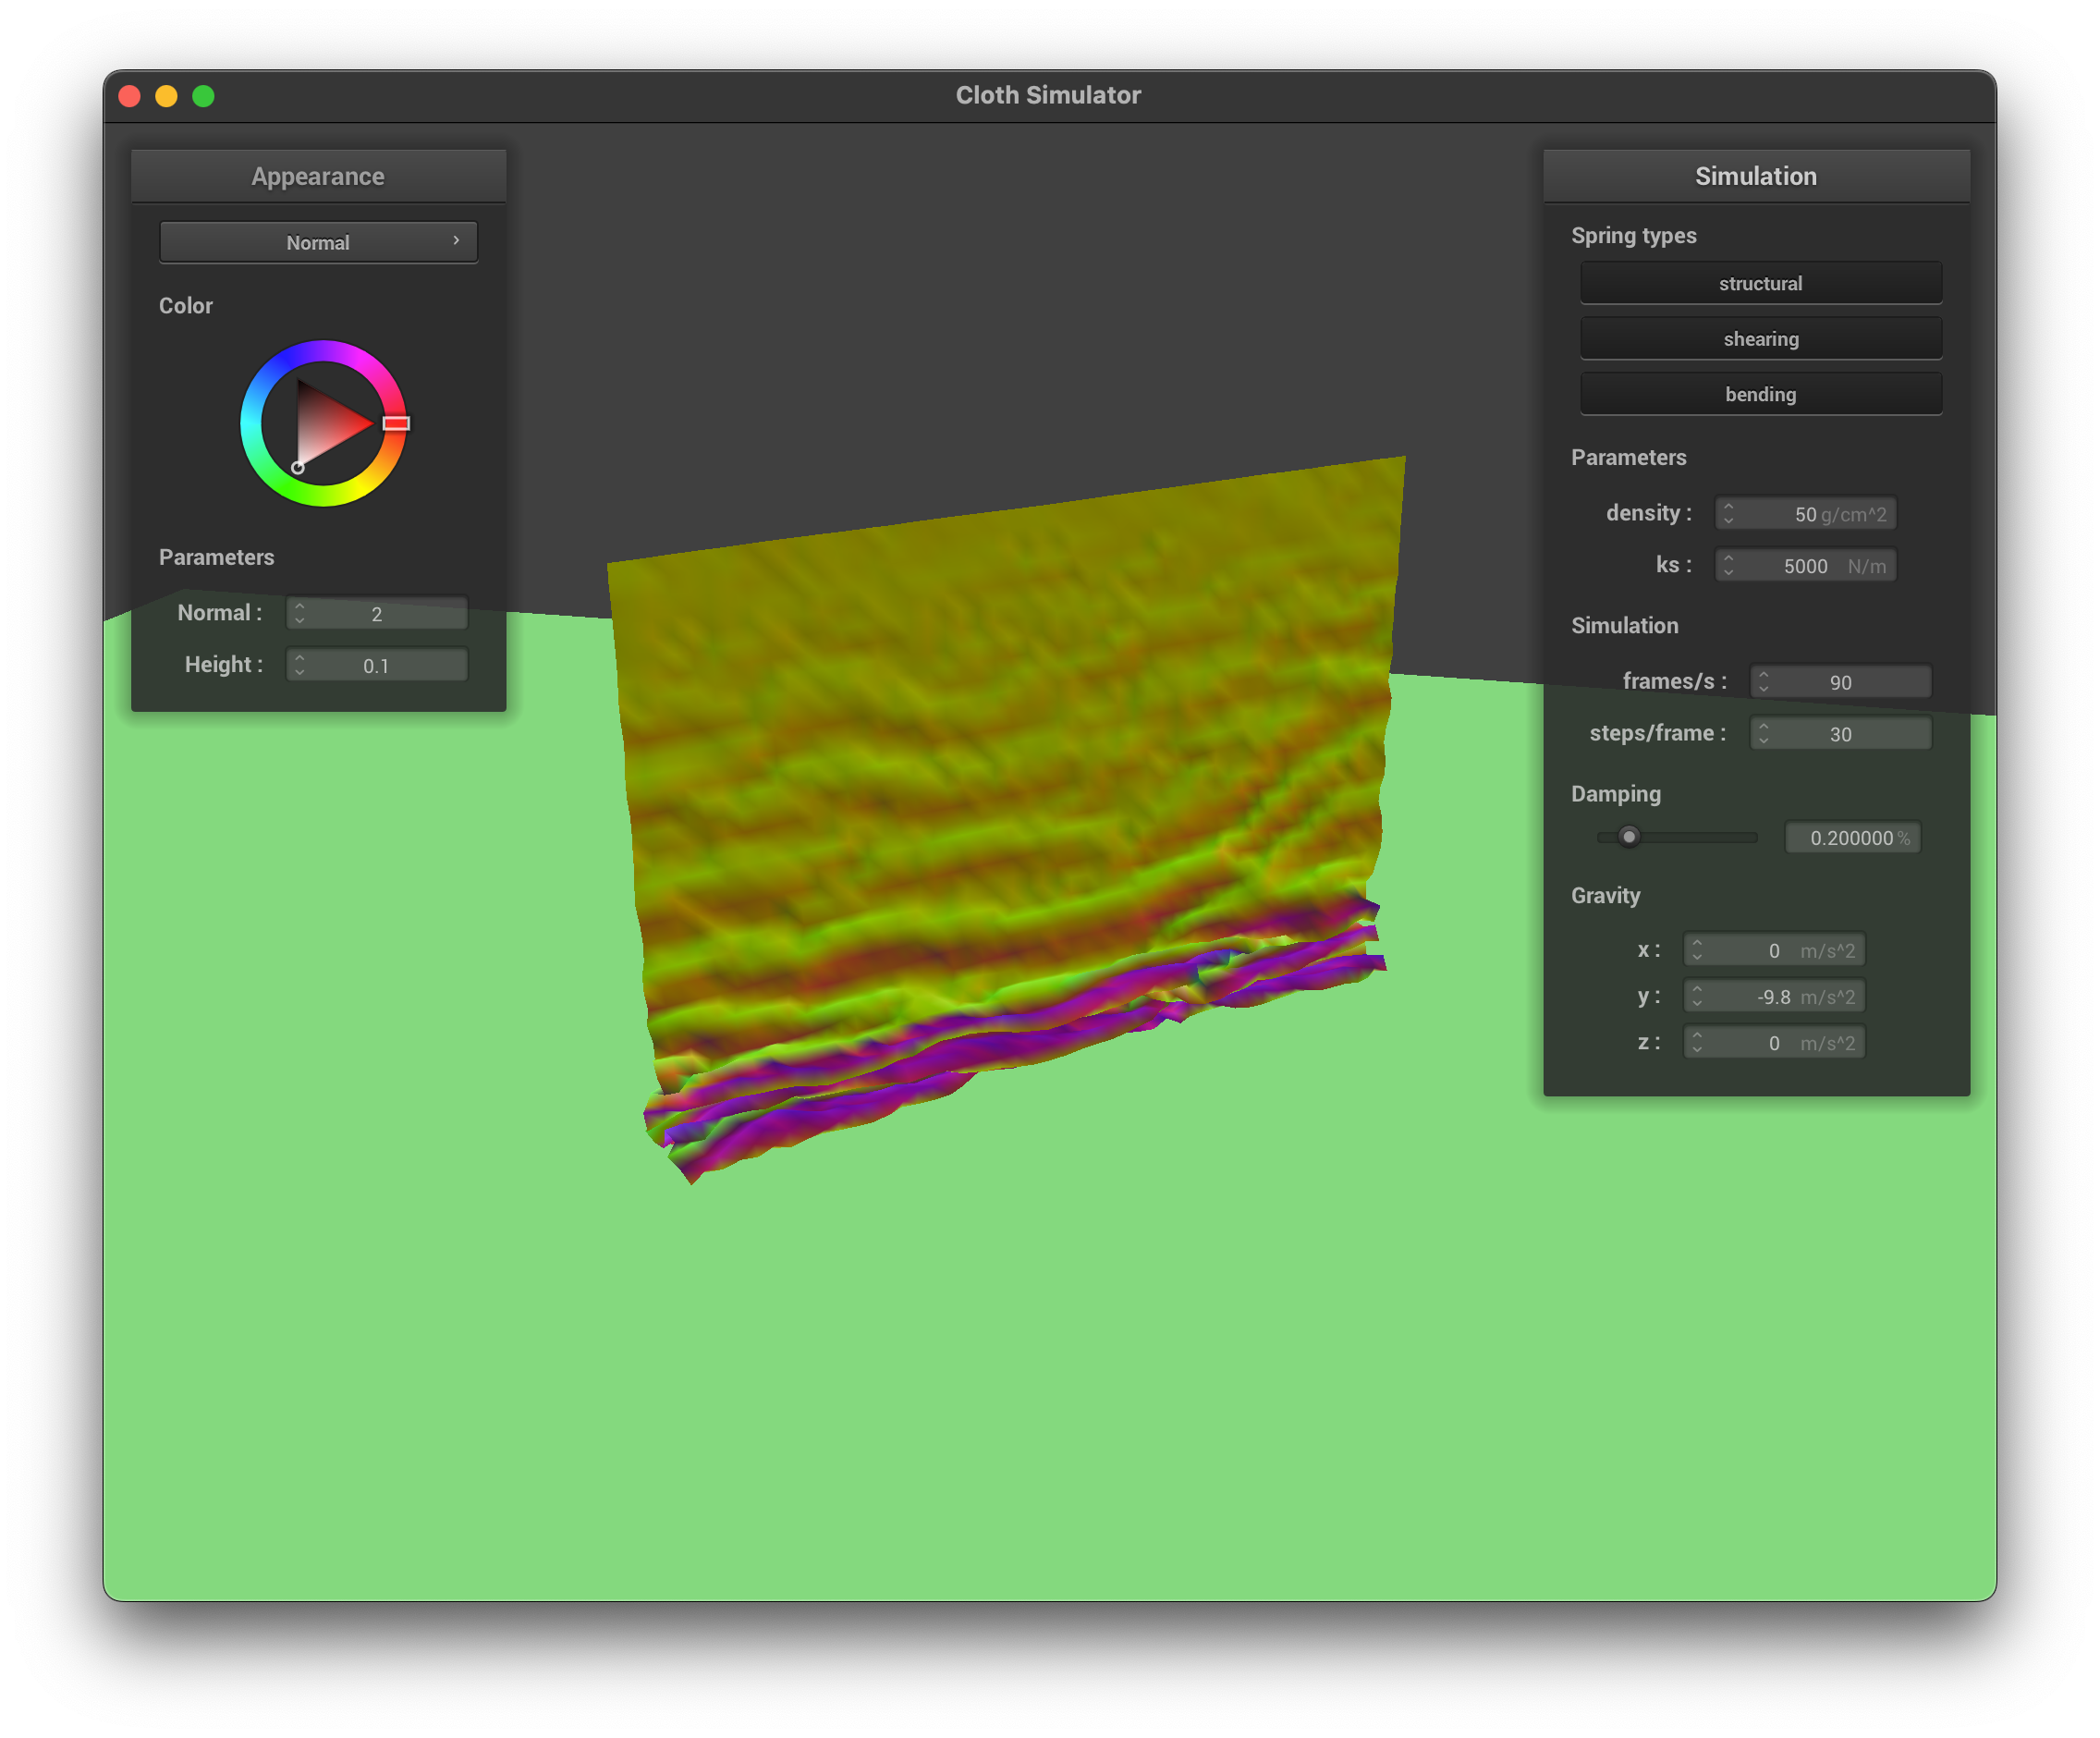 Cloth Simulator
Appearance
Normal
Color
Parameters
Normal : 2
Height : 0.1
Simulation
Spring types
structural
shearing
bending
Parameters
density : 50 g/cm^2
ks : 5000 N/m
Simulation
frames/s : 90
steps/frame : 30
Damping
0.200000 %
Gravity
x : 0 m/s^2
y : -9.8 m/s^2
z : 0 m/s^2